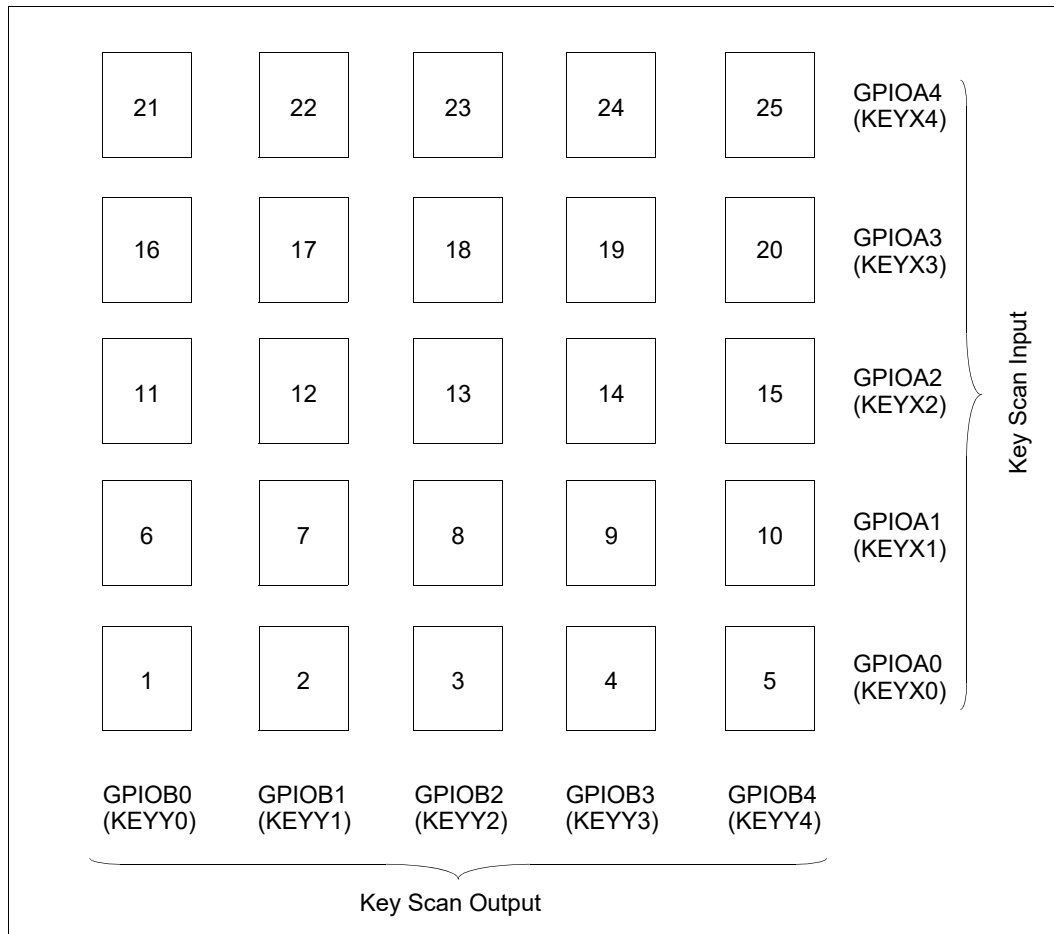 21 22 23 24 25 GPIOA4
(KEYX4)
16 17 18 19 20 GPIOA3
(KEYX3)
11 12 13 14 15 GPIOA2
(KEYX2)
6 7 8 9 10 GPIOA1
(KEYX1)
1 2 3 4 5 GPIOA0
(KEYX0)
Key Scan Input
GPIOB0 GPIOB1 GPIOB2 GPIOB3 GPIOB4
(KEYY0) (KEYY1) (KEYY2) (KEYY3) (KEYY4)
Key Scan Output